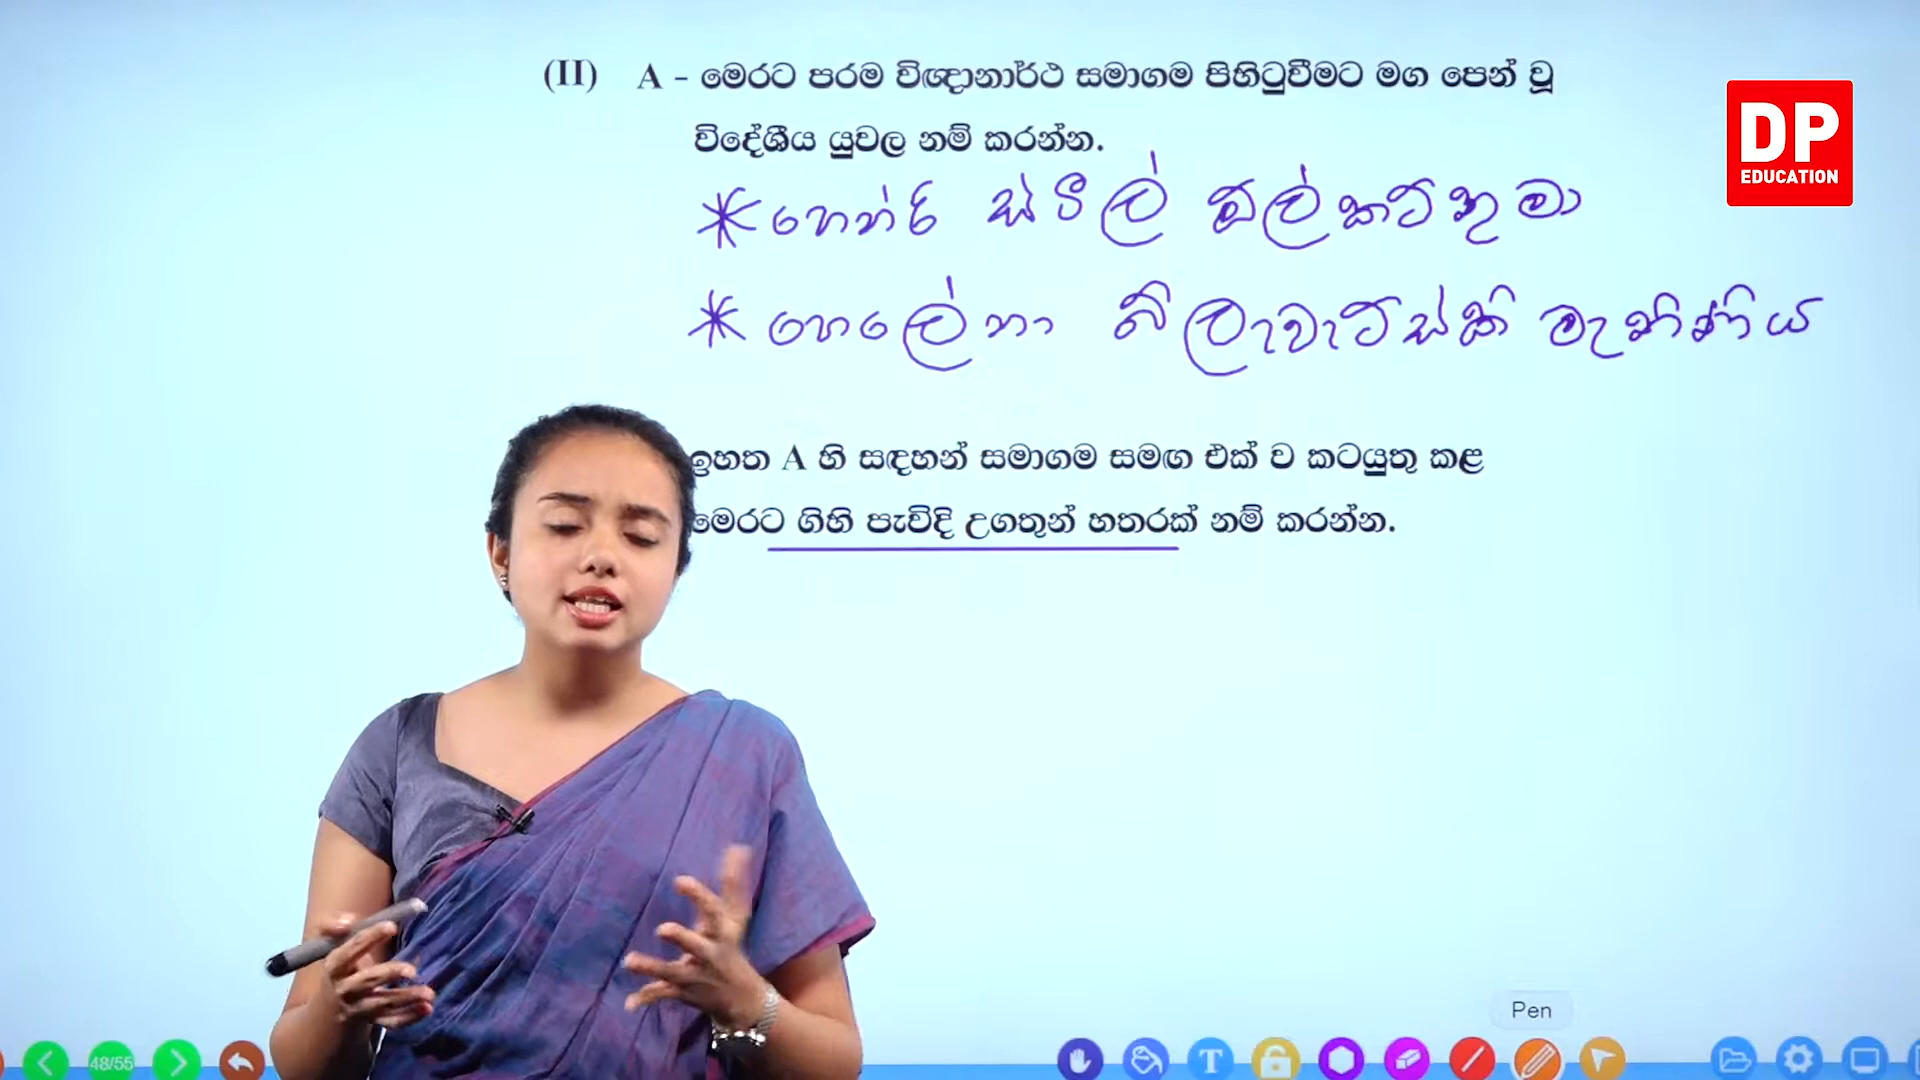 (II) A - මෙරට පරම විඥානාර්ථ සමාගම පිහිටුවීමට මග පෙන් වූ
විදේශීය යුවල නම් කරන්න.
* හෙන්රි ස්ටීල් ඕල්කට්තුමා
* හෙලේනා බ්ලැවැට්ස්කි මැතිණිය
ඉහත A හි සඳහන් සමාගම සමඟ එක් ව කටයුතු කළ
මෙරට ගිහි පැවිදි උගතුන් හතරක් නම් කරන්න.
DP
EDUCATION
Pen
48/55
T